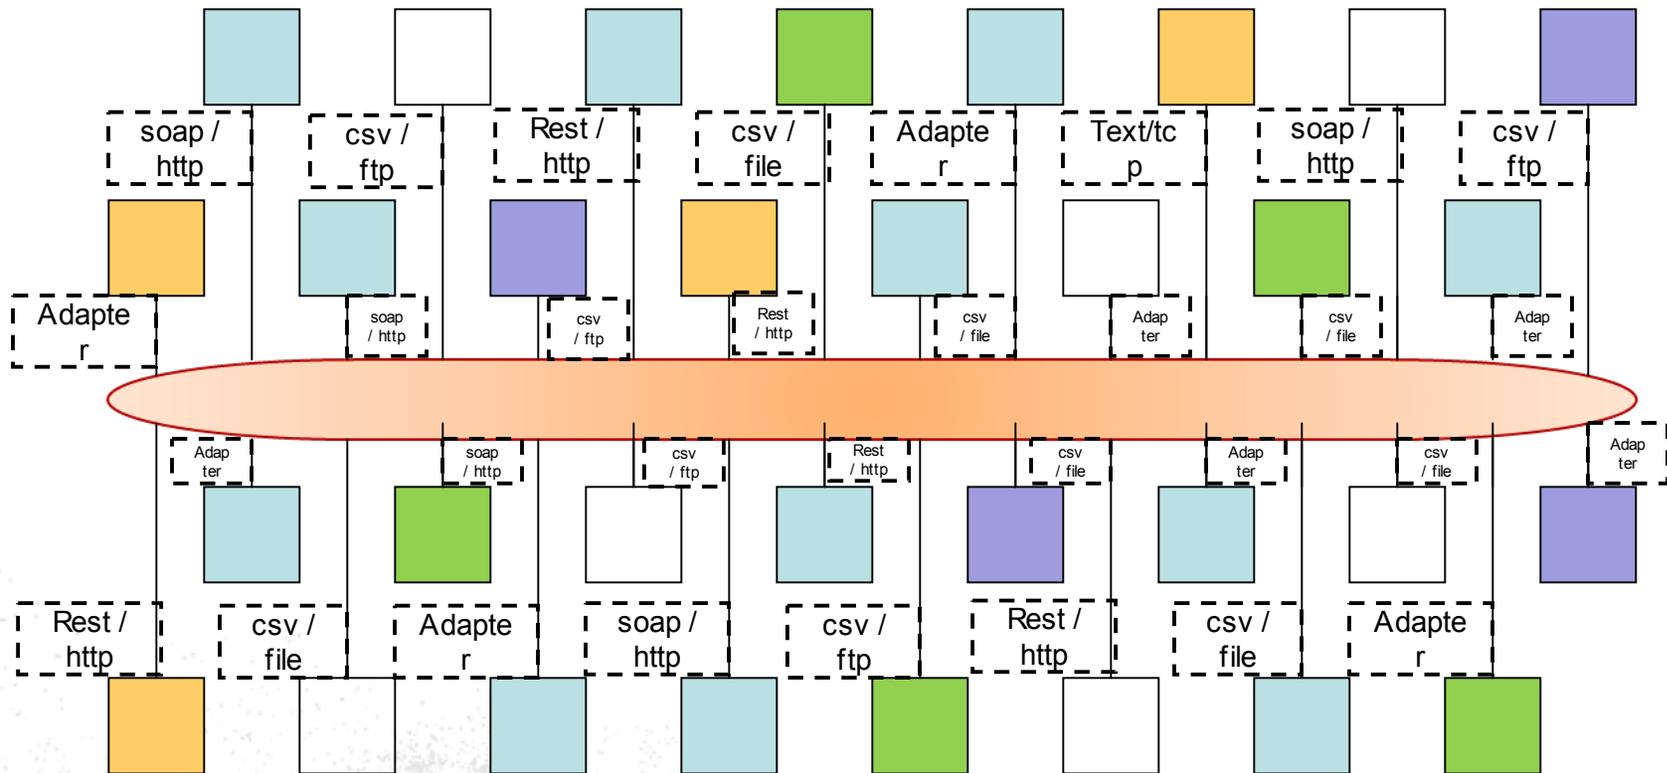 soap /
http
csv /
ftp
Rest /
http
csv /
file
Adapte
r
Text/tc
p
soap /
http
csv /
ftp
Adapte
r
soap
/ http
csv
/ ftp
Rest
/ http
csv
/ file
Adap
ter
csv
/ file
Adap
ter
Adap
ter
soap
/ http
csv
/ ftp
Rest
/ http
csv
/ file
Adap
ter
csv
/ file
Adap
ter
Rest /
http
csv /
file
Adapte
r
soap /
http
csv /
ftp
Rest /
http
csv /
file
Adapte
r